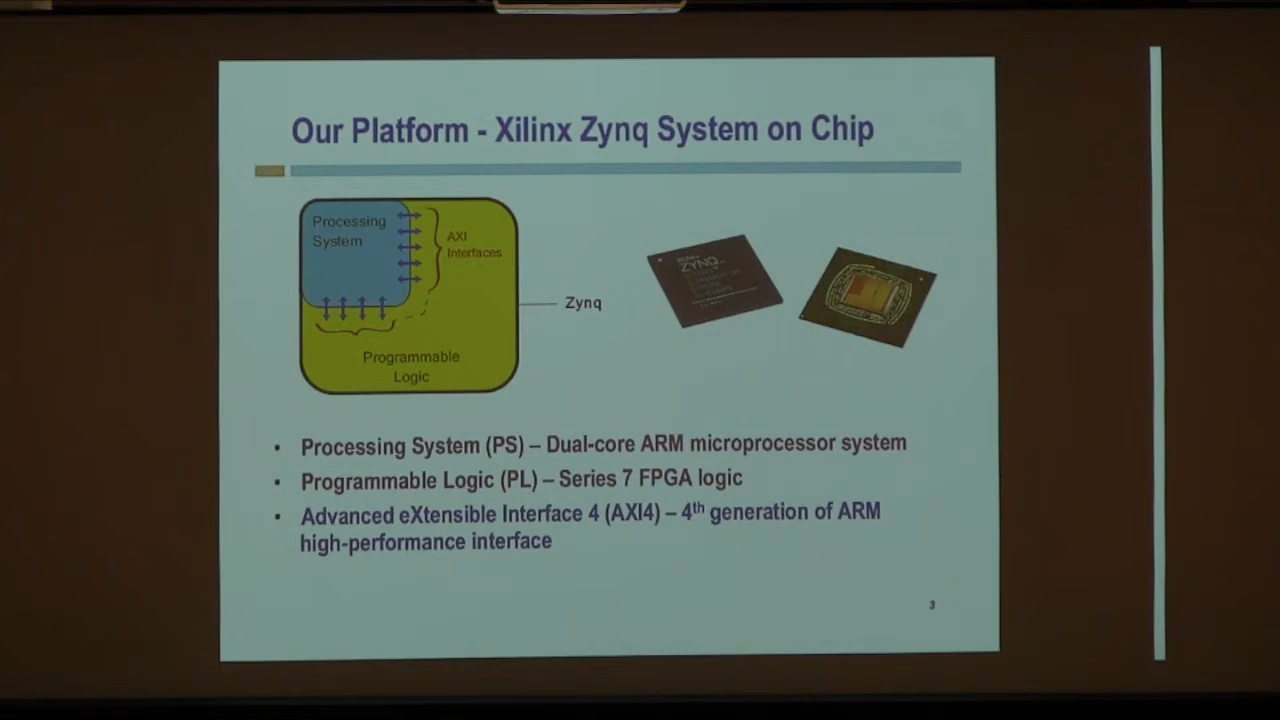 Our Platform - Xilinx Zynq System on Chip
Processing
System
AXI
Interfaces
Zynq
Programmable
Logic
ZYNQ
• Processing System (PS) – Dual-core ARM microprocessor system
• Programmable Logic (PL) – Series 7 FPGA logic
• Advanced eXtensible Interface 4 (AXI4) – 4th generation of ARM
high-performance interface
3